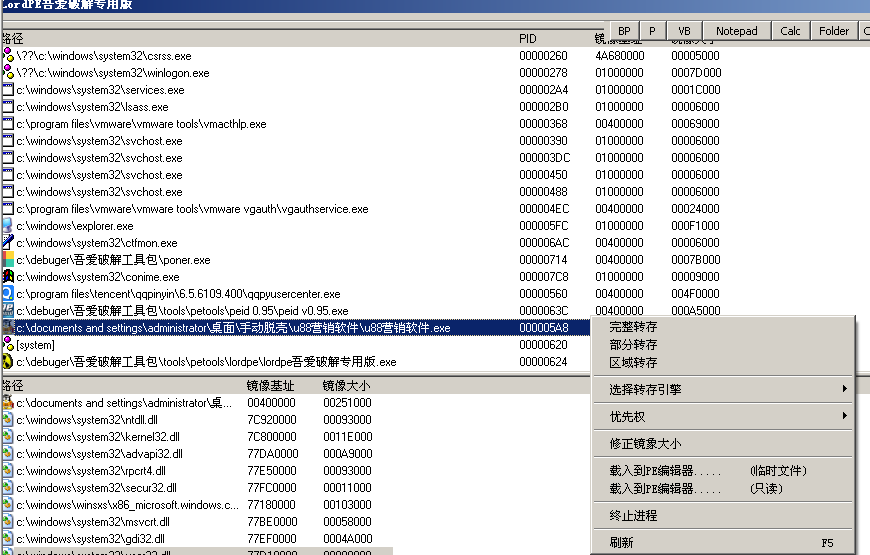 LordPE吾爱破解专用版
BP P VB Notepad Calc Folder
路径 PID 镜像基址 镜像大小
\??\c:\windows\system32\csrss.exe 00000260 4A680000 00005000
\??\c:\windows\system32\winlogon.exe 00000278 01000000 0007D000
c:\windows\system32\services.exe 000002A4 01000000 0001C000
c:\windows\system32\lsass.exe 000002B0 01000000 00006000
c:\program files\vmware\vmware tools\vmacthlp.exe 00000368 00400000 00069000
c:\windows\system32\svchost.exe 00000390 01000000 00006000
c:\windows\system32\svchost.exe 000003DC 01000000 00006000
c:\windows\system32\svchost.exe 00000450 01000000 00006000
c:\windows\system32\svchost.exe 00000488 01000000 00006000
c:\program files\vmware\vmware tools\vmware vgauth\vgauthservice.exe 000004EC 00400000 00024000
c:\windows\explorer.exe 000005FC 01000000 000F1000
c:\windows\system32\ctfmon.exe 000006AC 00400000 00006000
c:\debuger\吾爱破解工具包\poner.exe 00000714 00400000 0007B000
c:\windows\system32\conime.exe 000007C8 01000000 00009000
c:\program files\tencent\qqpinyin\6.5.6109.400\qqpyusercenter.exe 00000560 00400000 004F0000
c:\debuger\吾爱破解工具包\tools\petools\peid 0.95\peid v0.95.exe 0000063C 00400000 000A5000
c:\documents and settings\administrator\桌面\手动脱壳\u88营销软件\u88营销软件.exe 000005A8
[system] 00000620
c:\debuger\吾爱破解工具包\tools\petools\lordpe\lordpe吾爱破解专用版.exe 00000624
完整转存
部分转存
区域转存
选择转存引擎
优先权
修正镜象大小
载入到PE编辑器..... (临时文件)
载入到PE编辑器..... (只读)
终止进程
刷新 F5
路径 镜像基址 镜像大小
c:\documents and settings\administrator\桌... 00400000 00251000
c:\windows\system32\ntdll.dll 7C920000 00093000
c:\windows\system32\kernel32.dll 7C800000 0011E000
c:\windows\system32\advapi32.dll 77DA0000 000A9000
c:\windows\system32\rpcrt4.dll 77E50000 00093000
c:\windows\system32\secur32.dll 77FC0000 00011000
c:\windows\winsxs\x86_microsoft.windows.c... 77180000 00103000
c:\windows\system32\msvcrt.dll 77BE0000 00058000
c:\windows\system32\gdi32.dll 77EF0000 0004A000